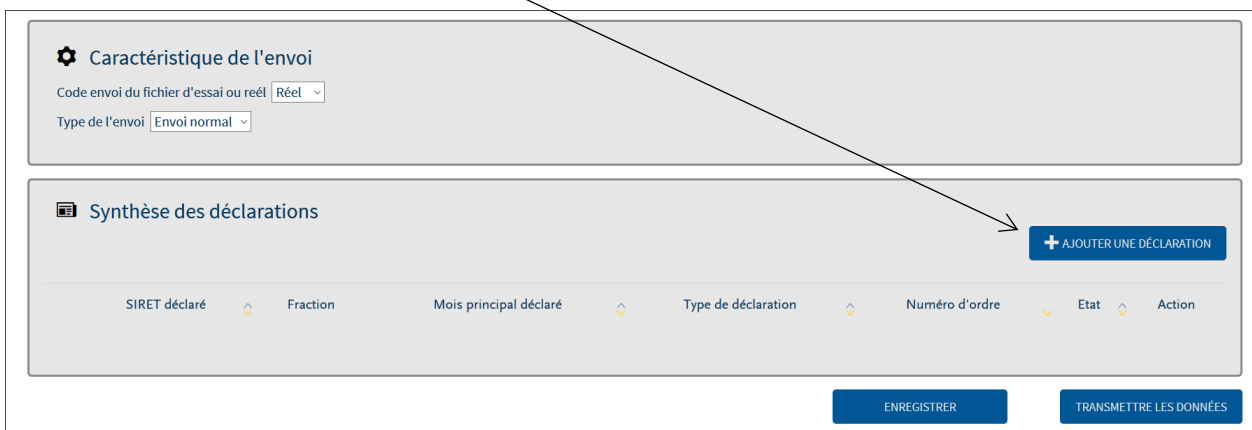 Caractéristique de l'envoi
Code envoi du fichier d'essai ou reél Réel
Type de l'envoi Envoi normal
Synthèse des déclarations
AJOUTER UNE DÉCLARATION
SIRET déclaré Fraction Mois principal déclaré Type de déclaration Numéro d'ordre Etat Action
ENREGISTRER TRANSMETTRE LES DONNÉES